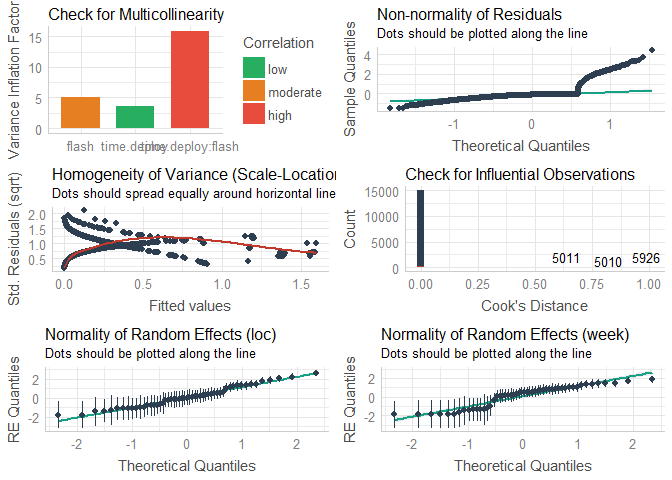 Check for Multicollinearity
Variance Inflation Factor
15
10
5
0
flash
time.deploy
time.deploy:flash
Correlation
low
moderate
high
Non-normality of Residuals
Dots should be plotted along the line
Sample Quantiles
4
2
0
-1
0
1
Theoretical Quantiles
Homogeneity of Variance (Scale-Location
Dots should spread equally around horizontal line
Std. Residuals (sqrt)
2.0
1.5
1.0
0.5
0.0
0.5
1.0
1.5
Fitted values
Check for Influential Observations
Count
15000
10000
5000
0
5011
5010
5926
0.00
0.25
0.50
0.75
1.00
Cook's Distance
Normality of Random Effects (loc)
Dots should be plotted along the line
RE Quantiles
2
0
-2
-2
-1
0
1
2
Theoretical Quantiles
Normality of Random Effects (week)
Dots should be plotted along the line
RE Quantiles
2
0
-2
-2
-1
0
1
2
Theoretical Quantiles